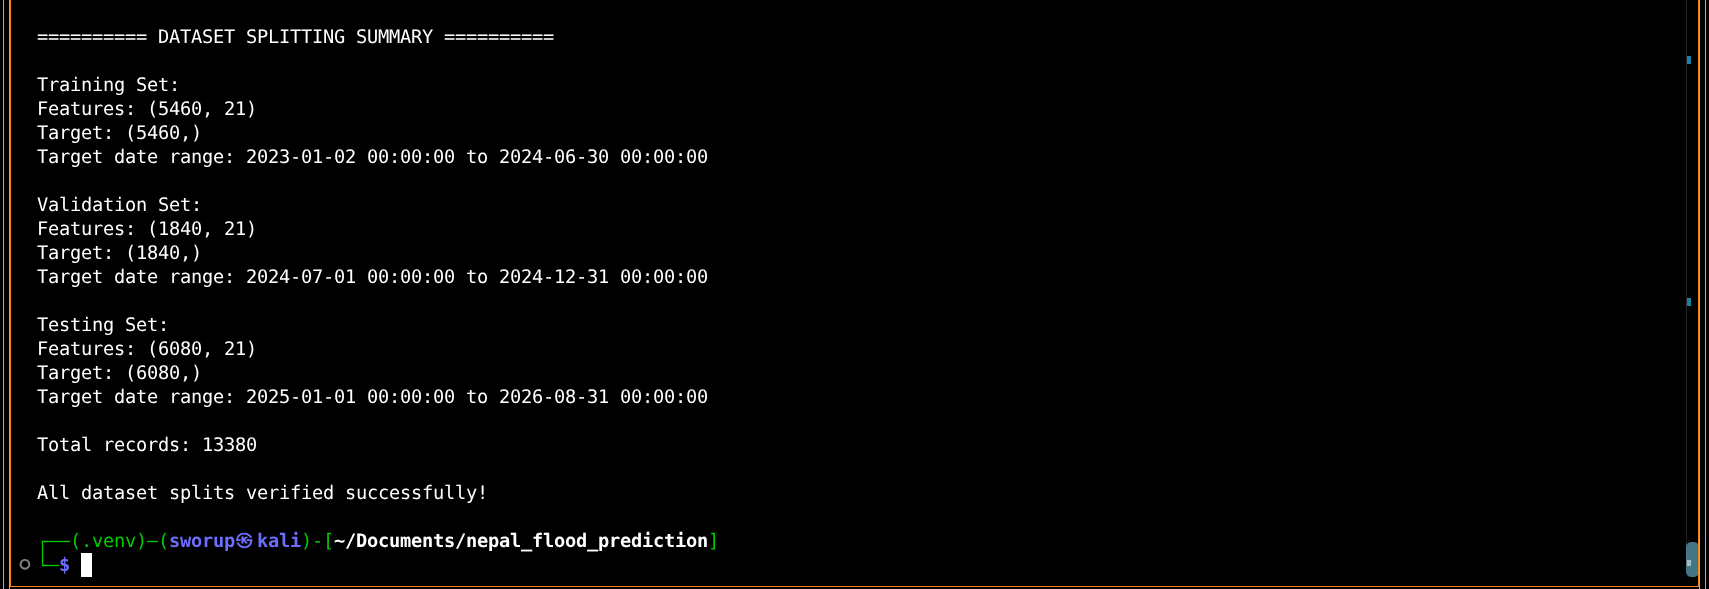 ========== DATASET SPLITTING SUMMARY ==========
Training Set:
Features: (5460, 21)
Target: (5460,)
Target date range: 2023-01-02 00:00:00 to 2024-06-30 00:00:00
Validation Set:
Features: (1840, 21)
Target: (1840,)
Target date range: 2024-07-01 00:00:00 to 2024-12-31 00:00:00
Testing Set:
Features: (6080, 21)
Target: (6080,)
Target date range: 2025-01-01 00:00:00 to 2026-08-31 00:00:00
Total records: 13380
All dataset splits verified successfully!
┌──(.venv)─(sworup㉿kali)-[~/Documents/nepal_flood_prediction]
└─$